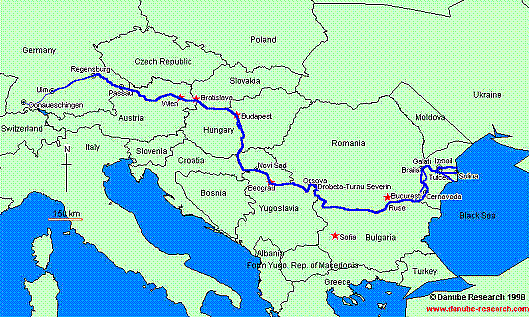 Poland
Germany
Czech Republic
Regensburg
Ukraine
Slovakia
Ulm
Passau
Wien
Bratislava
Moldova
Donaueschingen
Austria
Budapest
Switzerland
Hungary
Romania
Italy
Slovenia
Galati
Izmail
Croatia
Novi Sad
Braila
Tulcea
Sulina
N
Orsova
Beograd
Drobeta-Turnu Severin
Bosnia
Bucuresti
Cernavoda
Yugoslavia
Ruse
150 km
Black Sea
Sofia
Bulgaria
Albania
Form.Yugo. Rep. of Macedonia
Turkey
Greece
© Danube Research 1998
www.danube-research.com